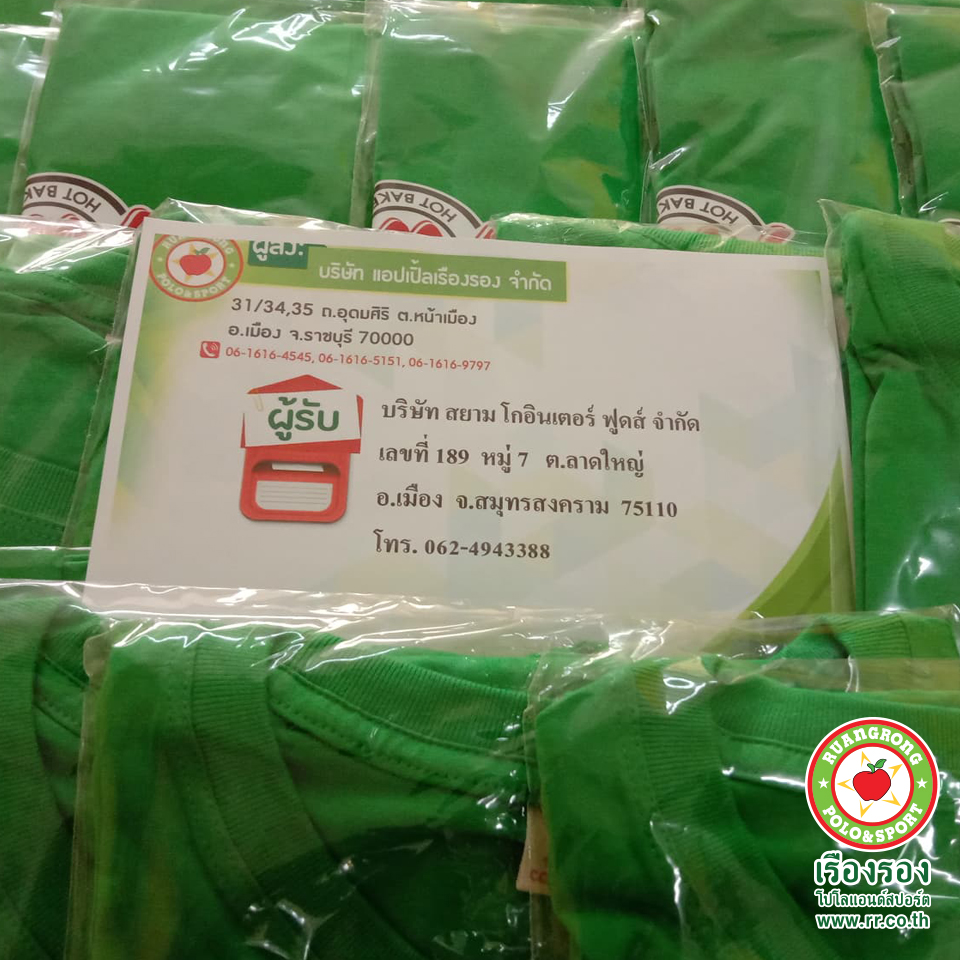 HOT BAK
HOT BAKE
HOT BAKE
RUANGRONG
POLO&SPORT
บริษัท แอปเปิ้ลเรืองรอง จำกัด
31/34,35 ถ.อุดมศิริ ต.หน้าเมือง
อ.เมือง จ.ราชบุรี 70000
06-1616-4545, 06-1616-5151, 06-1616-9797
ผู้รับ
บริษัท สยาม โกอินเตอร์ ฟูดส์ จำกัด
เลขที่ 189 หมู่ 7 ต.ลาดใหญ่
อ.เมือง จ.สมุทรสงคราม 75110
โทร. 062-4943388
RUANGRONG
POLO&SPORT
เรืองรอง
โปโลแอนด์สปอร์ต
www.rr.co.th